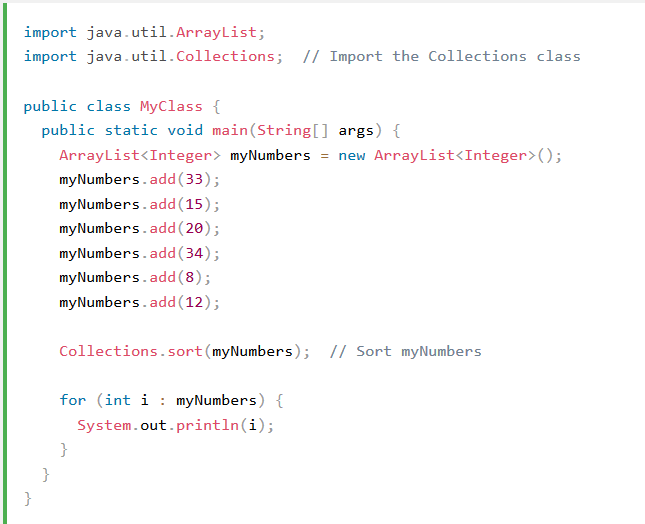 import java.util.ArrayList;
import java.util.Collections;  // Import the Collections class

public class MyClass {
  public static void main(String[] args) {
    ArrayList<Integer> myNumbers = new ArrayList<Integer>();
    myNumbers.add(33);
    myNumbers.add(15);
    myNumbers.add(20);
    myNumbers.add(34);
    myNumbers.add(8);
    myNumbers.add(12);

    Collections.sort(myNumbers);  // Sort myNumbers

    for (int i : myNumbers) {
      System.out.println(i);
    }
  }
}